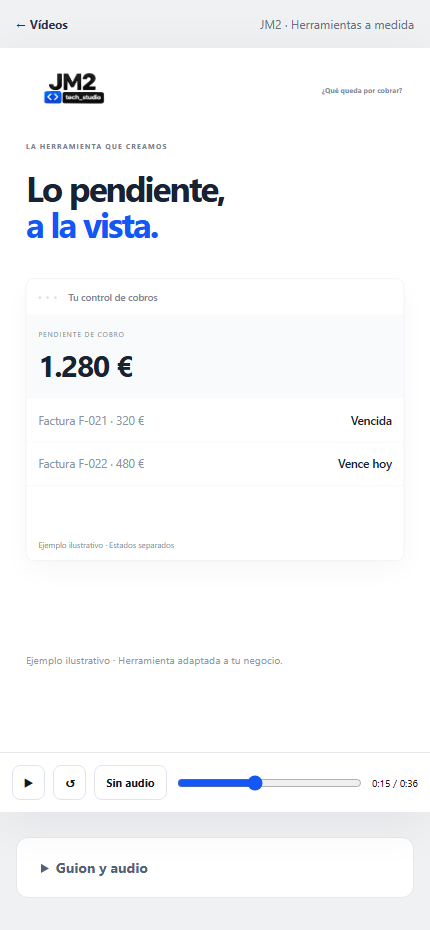 ← Vídeos
JM2 · Herramientas a medida
JM2
<> tech_studio
¿Qué queda por cobrar?
LA HERRAMIENTA QUE CREAMOS
Lo pendiente,
a la vista.
Tu control de cobros
PENDIENTE DE COBRO
1.280 €
Factura F-021 · 320 €
Vencida
Factura F-022 · 480 €
Vence hoy
Ejemplo ilustrativo · Estados separados
Ejemplo ilustrativo · Herramienta adaptada a tu negocio.
▶ ↺ Sin audio 0:15 / 0:36
▶ Guion y audio